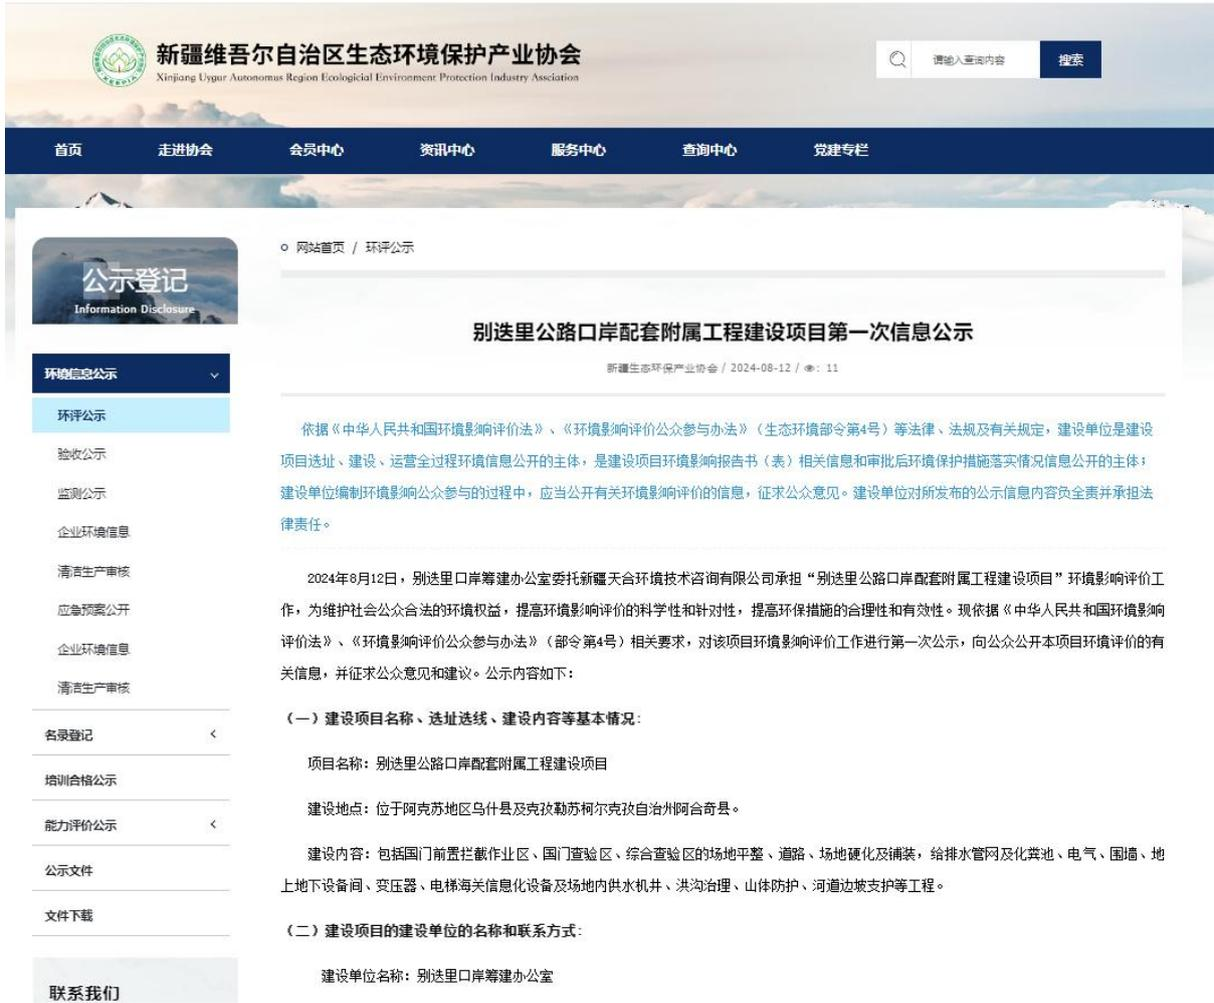 新疆维吾尔自治区生态环境保护产业协会
Xinjiang Uygur Autonomus Region Ecologicial Environment Protection Industry Assciation
请输入查询内容
搜索
首页 走进协会 会员中心 资讯中心 服务中心 查询中心 党建专栏
公示登记
Information Disclosure
环境信息公示
环评公示
验收公示
监测公示
企业环境信息
清洁生产审核
应急预案公开
企业环境信息
清洁生产审核
名录登记
培训合格公示
能力评价公示
公示文件
文件下载
联系我们
网站首页 / 环评公示
别迭里公路口岸配套附属工程建设项目第一次信息公示
新疆生态环保产业协会 / 2024-08-12 / : 11
依据《中华人民共和国环境影响评价法》、《环境影响评价公众参与办法》（生态环境部令第4号）等法律、法规及有关规定，建设单位是建设
项目选址、建设、运营全过程环境信息公开的主体，是建设项目环境影响报告书（表）相关信息和审批后环境保护措施落实情况信息公开的主体；
建设单位编制环境影响公众参与的过程中，应当公开有关环境影响评价的信息，征求公众意见。建设单位对所发布的公示信息内容负全责并承担法
律责任。
2024年8月12日，别迭里口岸筹建办公室委托新疆天合环境技术咨询有限公司承担“别迭里公路口岸配套附属工程建设项目”环境影响评价工
作，为维护社会公众合法的环境权益，提高环境影响评价的科学性和针对性，提高环保措施的合理性和有效性。现依据《中华人民共和国环境影响
评价法》、《环境影响评价公众参与办法》（部令第4号）相关要求，对该项目环境影响评价工作进行第一次公示，向公众公开本项目环境评价的有
关信息，并征求公众意见和建议。公示内容如下：
（一）建设项目名称、选址选线、建设内容等基本情况：
项目名称：别迭里公路口岸配套附属工程建设项目
建设地点：位于阿克苏地区乌什县及克孜勒苏柯尔克孜自治州阿合奇县。
建设内容：包括国门前置拦截作业区、国门查验区、综合查验区的场地平整、道路、场地硬化及铺装，给排水管网及化粪池、电气、围墙、地
上地下设备间、变压器、电梯海关信息化设备及场地内供水机井、洪沟治理、山体防护、河道边坡支护等工程。
（二）建设项目的建设单位的名称和联系方式：
建设单位名称：别迭里口岸筹建办公室